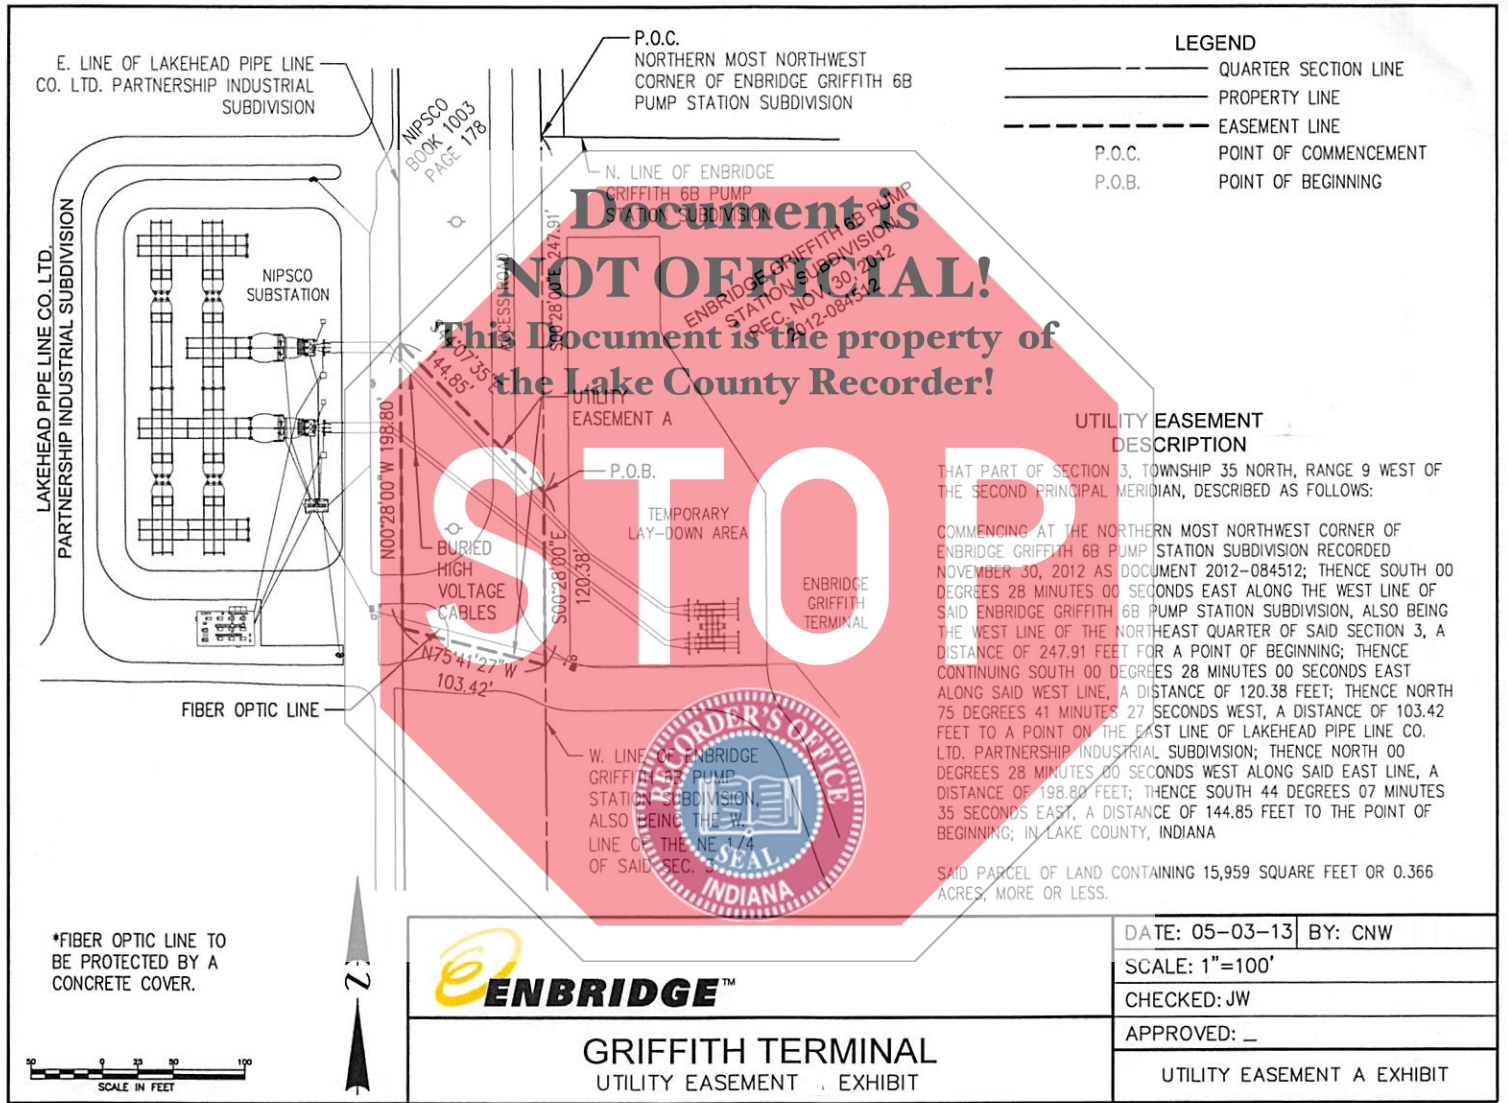 P.O.C.
NORTHERN MOST NORTHWEST
CORNER OF ENBRIDGE GRIFFITH 6B
PUMP STATION SUBDIVISION
E. LINE OF LAKEHEAD PIPE LINE
CO. LTD. PARTNERSHIP INDUSTRIAL
SUBDIVISION
NIPSCO
BOOK 1003
PAGE 178
LEGEND
QUARTER SECTION LINE
PROPERTY LINE
EASEMENT LINE
P.O.C. POINT OF COMMENCEMENT
P.O.B. POINT OF BEGINNING
N. LINE OF ENBRIDGE
GRIFFITH 6B PUMP
STATION SUBDIVISION
Document is
NOT OFFICIAL!
This Document is the property of
the Lake County Recorder!
STOP
ENBRIDGE GRIFFITH 6B PUMP
STATION SUBDIVISION
REC. NOV. 30, 2012
2012-084512
LAKEHEAD PIPE LINE CO. LTD.
PARTNERSHIP INDUSTRIAL SUBDIVISION
NIPSCO
SUBSTATION
ACCESS ROAD
S00°28'00"E 247.91'
S44°07'35"E
144.85'
UTILITY
EASEMENT A
P.O.B.
N00°28'00"W 198.80'
TEMPORARY
LAY-DOWN AREA
BURIED
HIGH
VOLTAGE
CABLES
S00°28'00"E
120.38'
ENBRIDGE
GRIFFITH
TERMINAL
N75°41'27"W
103.42'
FIBER OPTIC LINE
W. LINE OF ENBRIDGE
GRIFFITH 6B PUMP
STATION SUBDIVISION,
ALSO BEING THE W.
LINE OF THE NE 1/4
OF SAID SEC. 3
RECORDER'S OFFICE
SEAL
INDIANA
UTILITY EASEMENT
DESCRIPTION
THAT PART OF SECTION 3, TOWNSHIP 35 NORTH, RANGE 9 WEST OF
THE SECOND PRINCIPAL MERIDIAN, DESCRIBED AS FOLLOWS:
COMMENCING AT THE NORTHERN MOST NORTHWEST CORNER OF
ENBRIDGE GRIFFITH 6B PUMP STATION SUBDIVISION RECORDED
NOVEMBER 30, 2012 AS DOCUMENT 2012-084512; THENCE SOUTH 00
DEGREES 28 MINUTES 00 SECONDS EAST ALONG THE WEST LINE OF
SAID ENBRIDGE GRIFFITH 6B PUMP STATION SUBDIVISION, ALSO BEING
THE WEST LINE OF THE NORTHEAST QUARTER OF SAID SECTION 3, A
DISTANCE OF 247.91 FEET FOR A POINT OF BEGINNING; THENCE
CONTINUING SOUTH 00 DEGREES 28 MINUTES 00 SECONDS EAST
ALONG SAID WEST LINE, A DISTANCE OF 120.38 FEET; THENCE NORTH
75 DEGREES 41 MINUTES 27 SECONDS WEST, A DISTANCE OF 103.42
FEET TO A POINT ON THE EAST LINE OF LAKEHEAD PIPE LINE CO.
LTD. PARTNERSHIP INDUSTRIAL SUBDIVISION; THENCE NORTH 00
DEGREES 28 MINUTES 00 SECONDS WEST ALONG SAID EAST LINE, A
DISTANCE OF 198.80 FEET; THENCE SOUTH 44 DEGREES 07 MINUTES
35 SECONDS EAST, A DISTANCE OF 144.85 FEET TO THE POINT OF
BEGINNING; IN LAKE COUNTY, INDIANA
SAID PARCEL OF LAND CONTAINING 15,959 SQUARE FEET OR 0.366
ACRES, MORE OR LESS.
*FIBER OPTIC LINE TO
BE PROTECTED BY A
CONCRETE COVER.
N
50 0 25 50 100
SCALE IN FEET
ENBRIDGE™
GRIFFITH TERMINAL
UTILITY EASEMENT EXHIBIT
DATE: 05-03-13 BY: CNW
SCALE: 1"=100'
CHECKED: JW
APPROVED: _
UTILITY EASEMENT A EXHIBIT